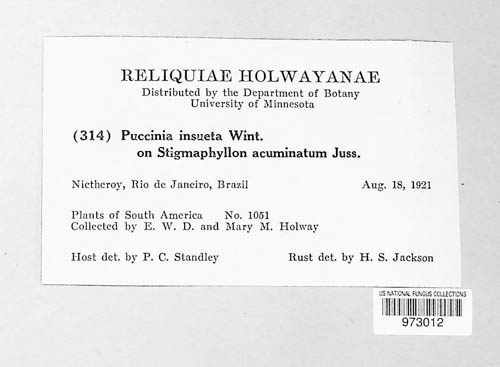 RELIQUIAE HOLWAYANAE
Distributed by the Department of Botany
University of Minnesota
(314) Puccinia insueta Wint.
on Stigmaphyllon acuminatum Juss.
Nictheroy, Rio de Janeiro, Brazil Aug. 18, 1921
Plants of South America No. 1051
Collected by E. W. D. and Mary M. Holway
Host det. by P. C. Standley Rust det. by H. S. Jackson
US NATIONAL FUNGUS COLLECTIONS
973012